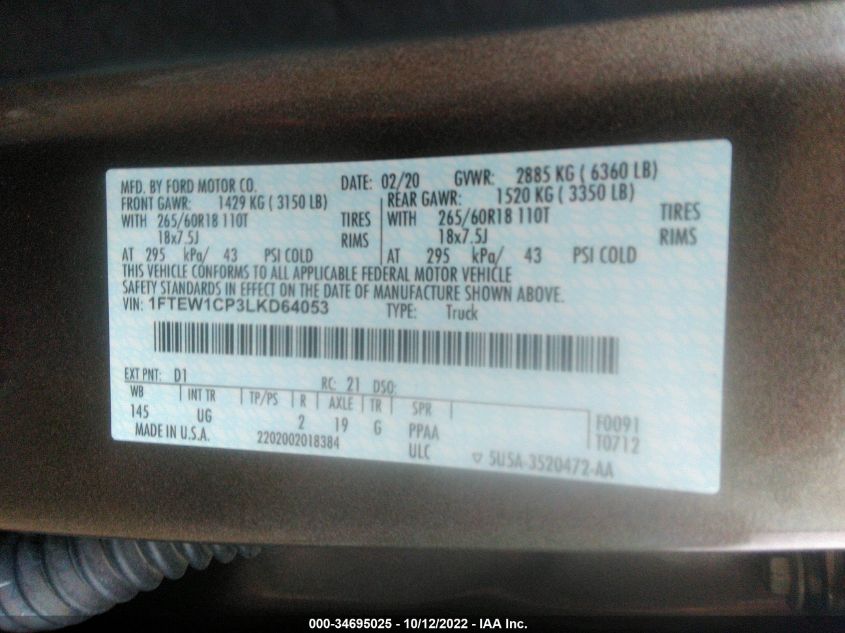 MFD. BY FORD MOTOR CO. DATE: 02/20 GVWR: 2885 KG ( 6360 LB)
FRONT GAWR: 1429 KG ( 3150 LB) REAR GAWR: 1520 KG ( 3350 LB)
WITH 265/60R18 110T TIRES WITH 265/60R18 110T TIRES
18x7.5J RIMS 18x7.5J RIMS
AT 295 kPa/ 43 PSI COLD AT 295 kPa/ 43 PSI COLD
THIS VEHICLE CONFORMS TO ALL APPLICABLE FEDERAL MOTOR VEHICLE
SAFETY STANDARDS IN EFFECT ON THE DATE OF MANUFACTURE SHOWN ABOVE.
VIN: 1FTEW1CP3LKD64053 TYPE: Truck
EXT PNT: D1 RC: 21 DSO:
WB INT TR TP/PS R AXLE TR SPR
145 UG 2 19 G PPAA F0091
MADE IN U.S.A. 2202002018384 ULC T0712
5U5A-3520472-AA
000-34695025 - 10/12/2022 - IAA Inc.